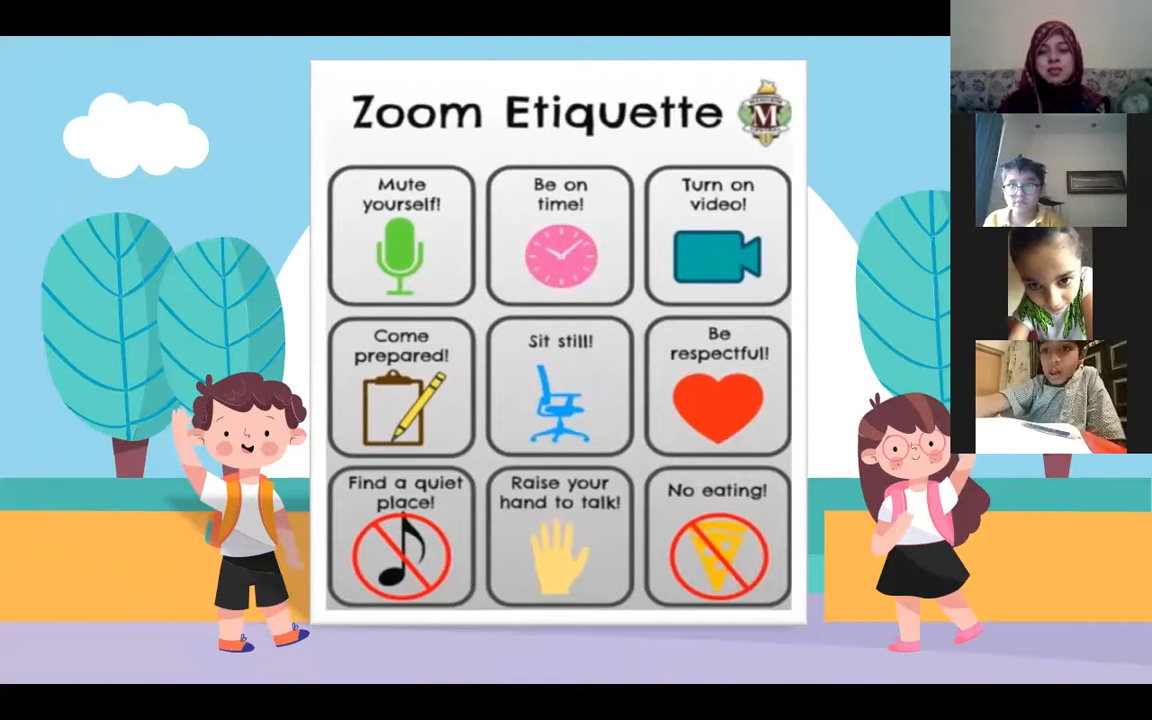 Zoom Etiquette
M
Mute
yourself!
Be on
time!
Turn on
video!
Come
prepared!
Sit still!
Be
respectful!
Find a quiet
place!
Raise your
hand to talk!
No eating!